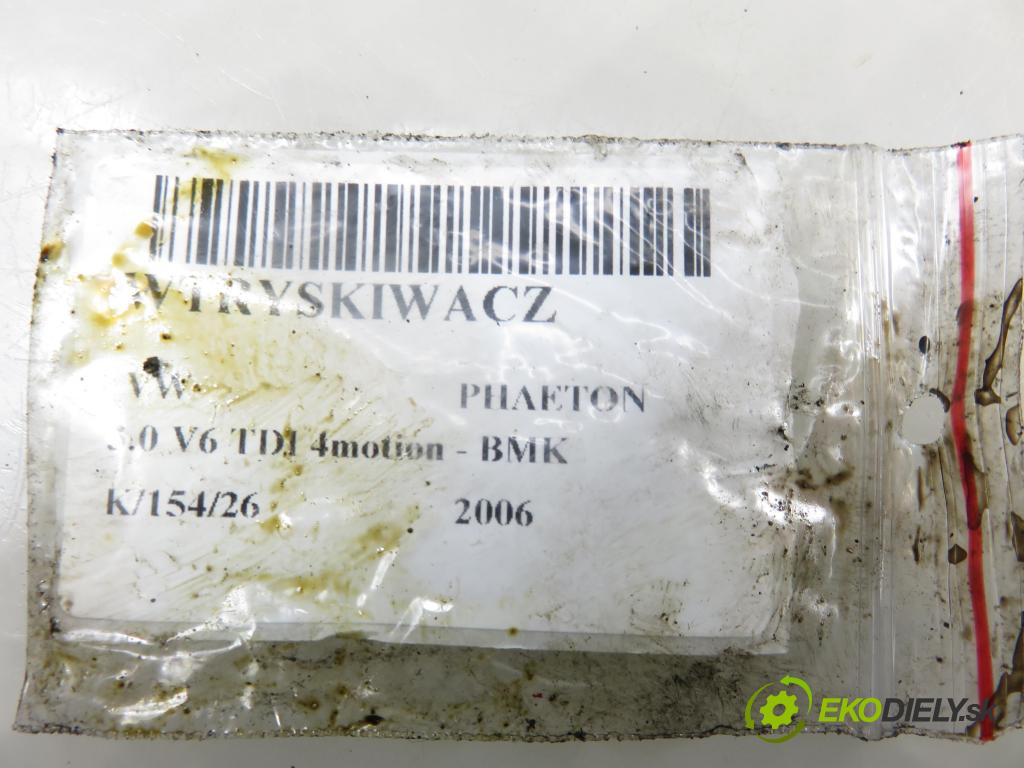 WTRYSKIWACZ
VW PHAETON
3.0 V6 TDI 4motion - BMK
K/154/26 2006
EKODIELY.sk